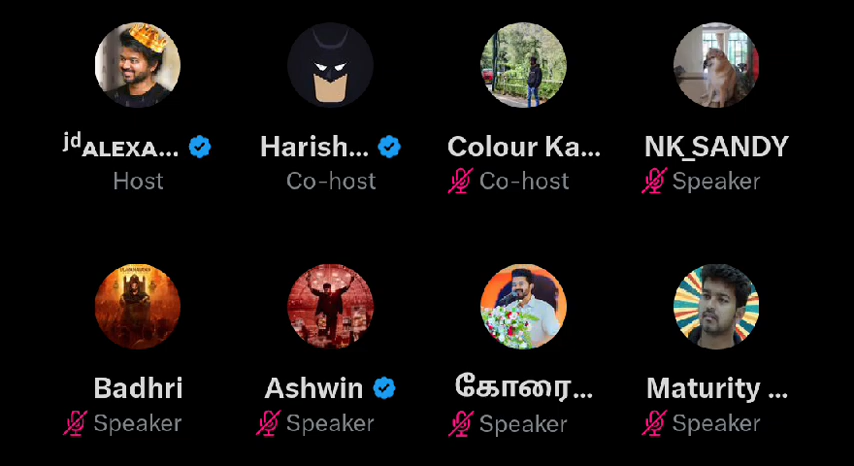 jdALEXA...
Harish...
Colour Ka...
NK_SANDY
Host
Co-host
Co-host
Speaker
Badhri
Ashwin
கோரை...
Maturity ...
Speaker
Speaker
Speaker
Speaker